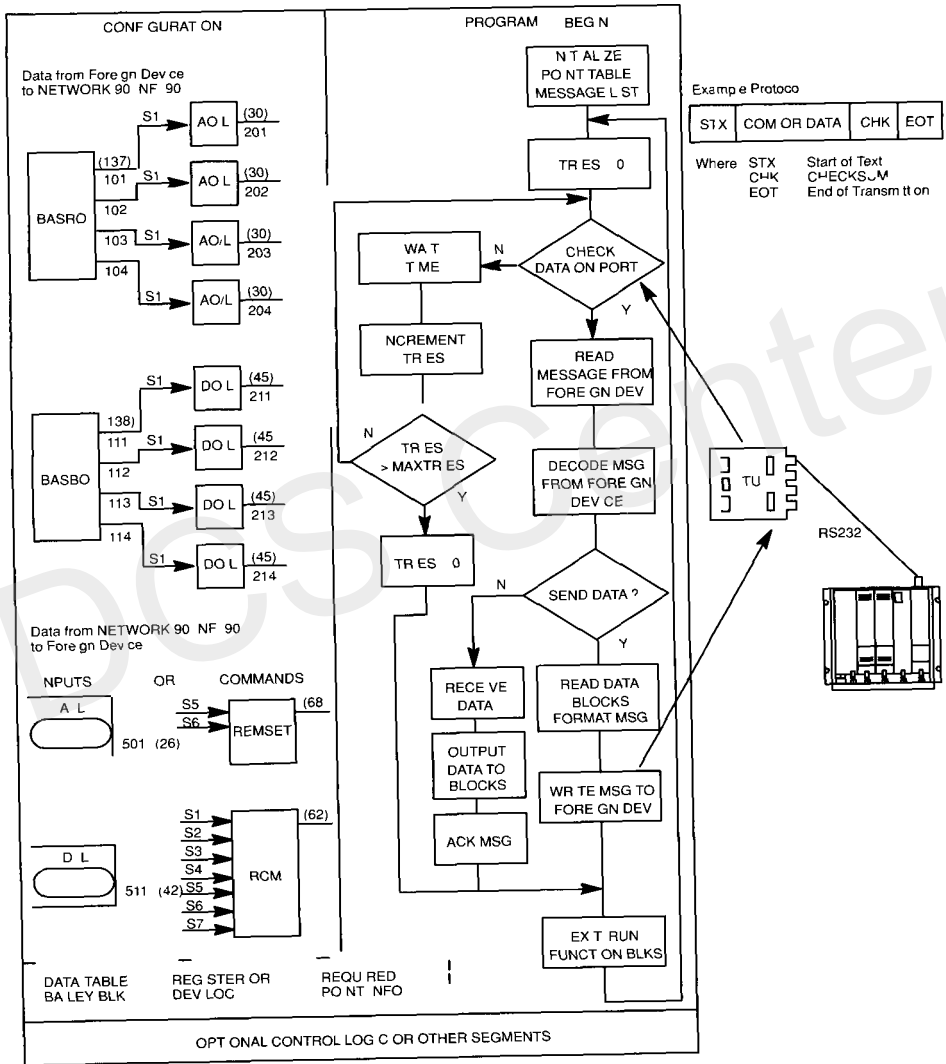 CONF GURAT ON
Data from Fore gn Dev ce
to NETWORK 90 NF 90
BASRO
(137)
101
102
103
104
S1
AO L
(30)
201
S1
AO L
(30)
202
S1
AO/L
(30)
203
S1
AO/L
(30)
204
BASBO
138)
111
112
113
114
S1
DO L
(45)
211
S1
DO L
(45
212
S1
DO L
(45)
213
S1
DO L
(45)
214
Data from NETWORK 90 NF 90
to Fore gn Dev ce
NPUTS OR COMMANDS
A L
501 (26)
S5
S6
REMSET
(68
D L
511 (42)
S1
S2
S3
S4
S5
S6
S7
RCM
(62)
DATA TABLE
BA LEY BLK
REG STER OR
DEV LOC
REQU RED
PO NT NFO
OPT ONAL CONTROL LOG C OR OTHER SEGMENTS
PROGRAM BEG N
N T AL ZE
PO NT TABLE
MESSAGE L ST
TR ES 0
CHECK
DATA ON PORT
N
Y
WA T
T ME
NCREMENT
TR ES
TR ES
> MAXTR ES
N
Y
TR ES 0
READ
MESSAGE FROM
FORE GN DEV
DECODE MSG
FROM FORE GN
DEV CE
SEND DATA ?
N
Y
RECE VE
DATA
OUTPUT
DATA TO
BLOCKS
ACK MSG
READ DATA
BLOCKS
FORMAT MSG
WR TE MSG TO
FORE GN DEV
EX T RUN
FUNCT ON BLKS
Examp e Protoco
STX COM OR DATA CHK EOT
Where STX Start of Text
CHK CHECKSUM
EOT End of Transm tt on
TU
RS232
DCS Center